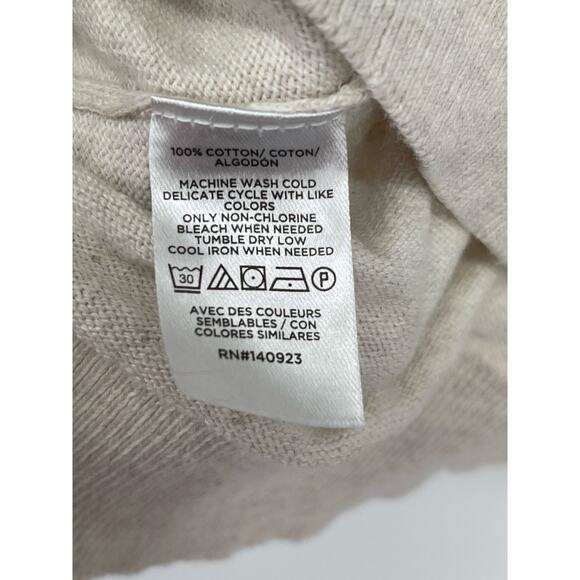 100% COTTON/ COTON/
ALGODÓN
MACHINE WASH COLD
DELICATE CYCLE WITH LIKE
COLORS
ONLY NON-CHLORINE
BLEACH WHEN NEEDED
TUMBLE DRY LOW
COOL IRON WHEN NEEDED
30 P
AVEC DES COULEURS
SEMBLABLES / CON
COLORES SIMILARES
RN#140923